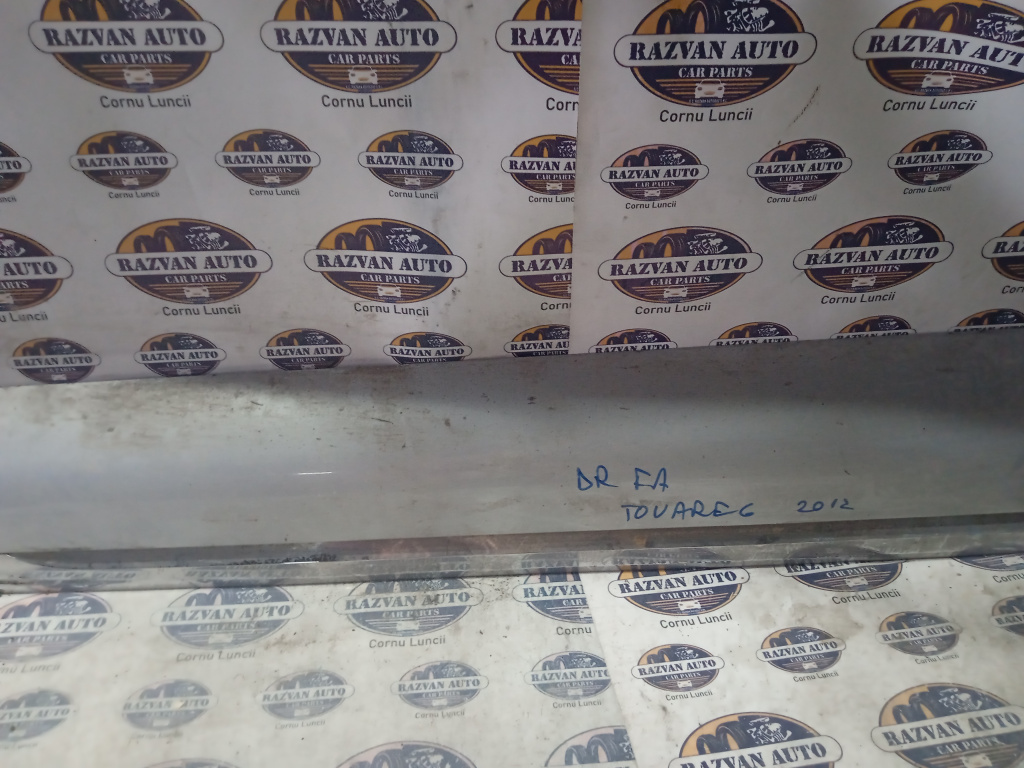 RAZVAN AUTO
CAR PARTS
Cornu Luncii
DR FA
TOUAREG 2012